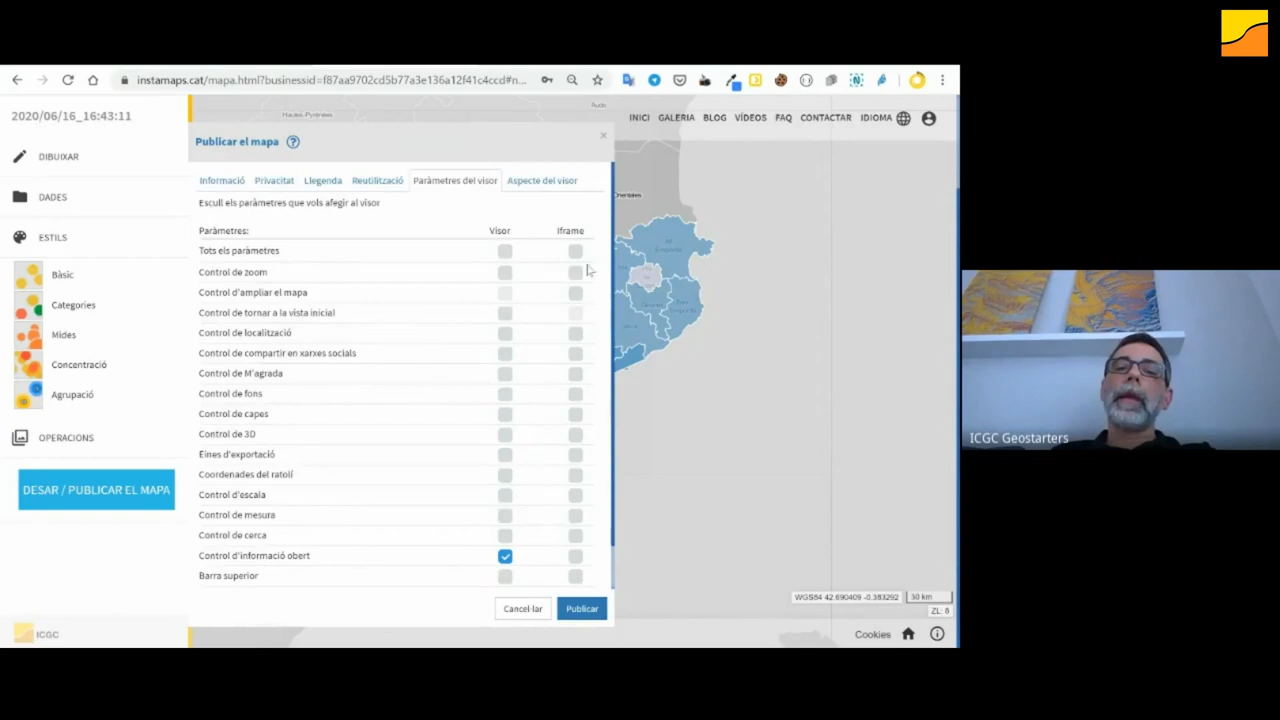 instamaps.cat/mapa.html?businessid=f87aa9702cd5b77a3e136a12f41c4ccd#n...
2020/06/16_16:43:11
INICI GALERIA BLOG VÍDEOS FAQ CONTACTAR IDIOMA
DIBUIXAR
DADES
ESTILS
Bàsic
Categories
Mides
Concentració
Agrupació
OPERACIONS
DESAR / PUBLICAR EL MAPA
ICGC
Hautes-Pyrénées
Aude
Publicar el mapa ?
×
Informació Privacitat Llegenda Reutilització Paràmetres del visor Aspecte del visor
Escull els paràmetres que vols afegir al visor
Paràmetres: Visor Iframe
Tots els paràmetres
Control de zoom
Control d'ampliar el mapa
Control de tornar a la vista inicial
Control de localització
Control de compartir en xarxes socials
Control de M'agrada
Control de fons
Control de capes
Control de 3D
Eines d'exportació
Coordenades del ratolí
Control d'escala
Control de mesura
Control de cerca
Control d'informació obert
Barra superior
Cancel·lar Publicar
WGS84 42.690409 -0.383292 30 km
ZL: 8
Cookies
ICGC Geostarters